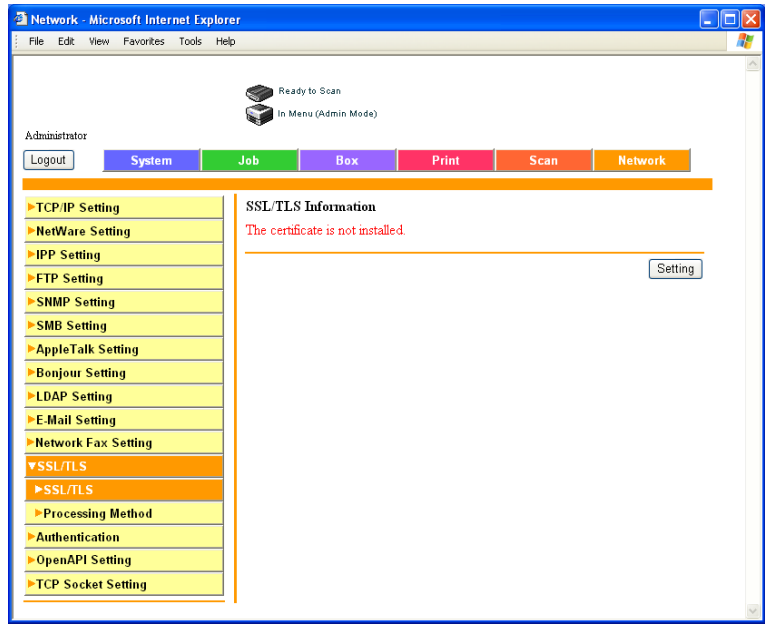 Network - Microsoft Internet Explorer
File Edit View Favorites Tools Help
Ready to Scan
In Menu (Admin Mode)
Administrator
Logout System Job Box Print Scan Network
TCP/IP Setting
NetWare Setting
IPP Setting
FTP Setting
SNMP Setting
SMB Setting
AppleTalk Setting
Bonjour Setting
LDAP Setting
E-Mail Setting
Network Fax Setting
SSL/TLS
SSL/TLS
Processing Method
Authentication
OpenAPI Setting
TCP Socket Setting
SSL/TLS Information
The certificate is not installed.
Setting